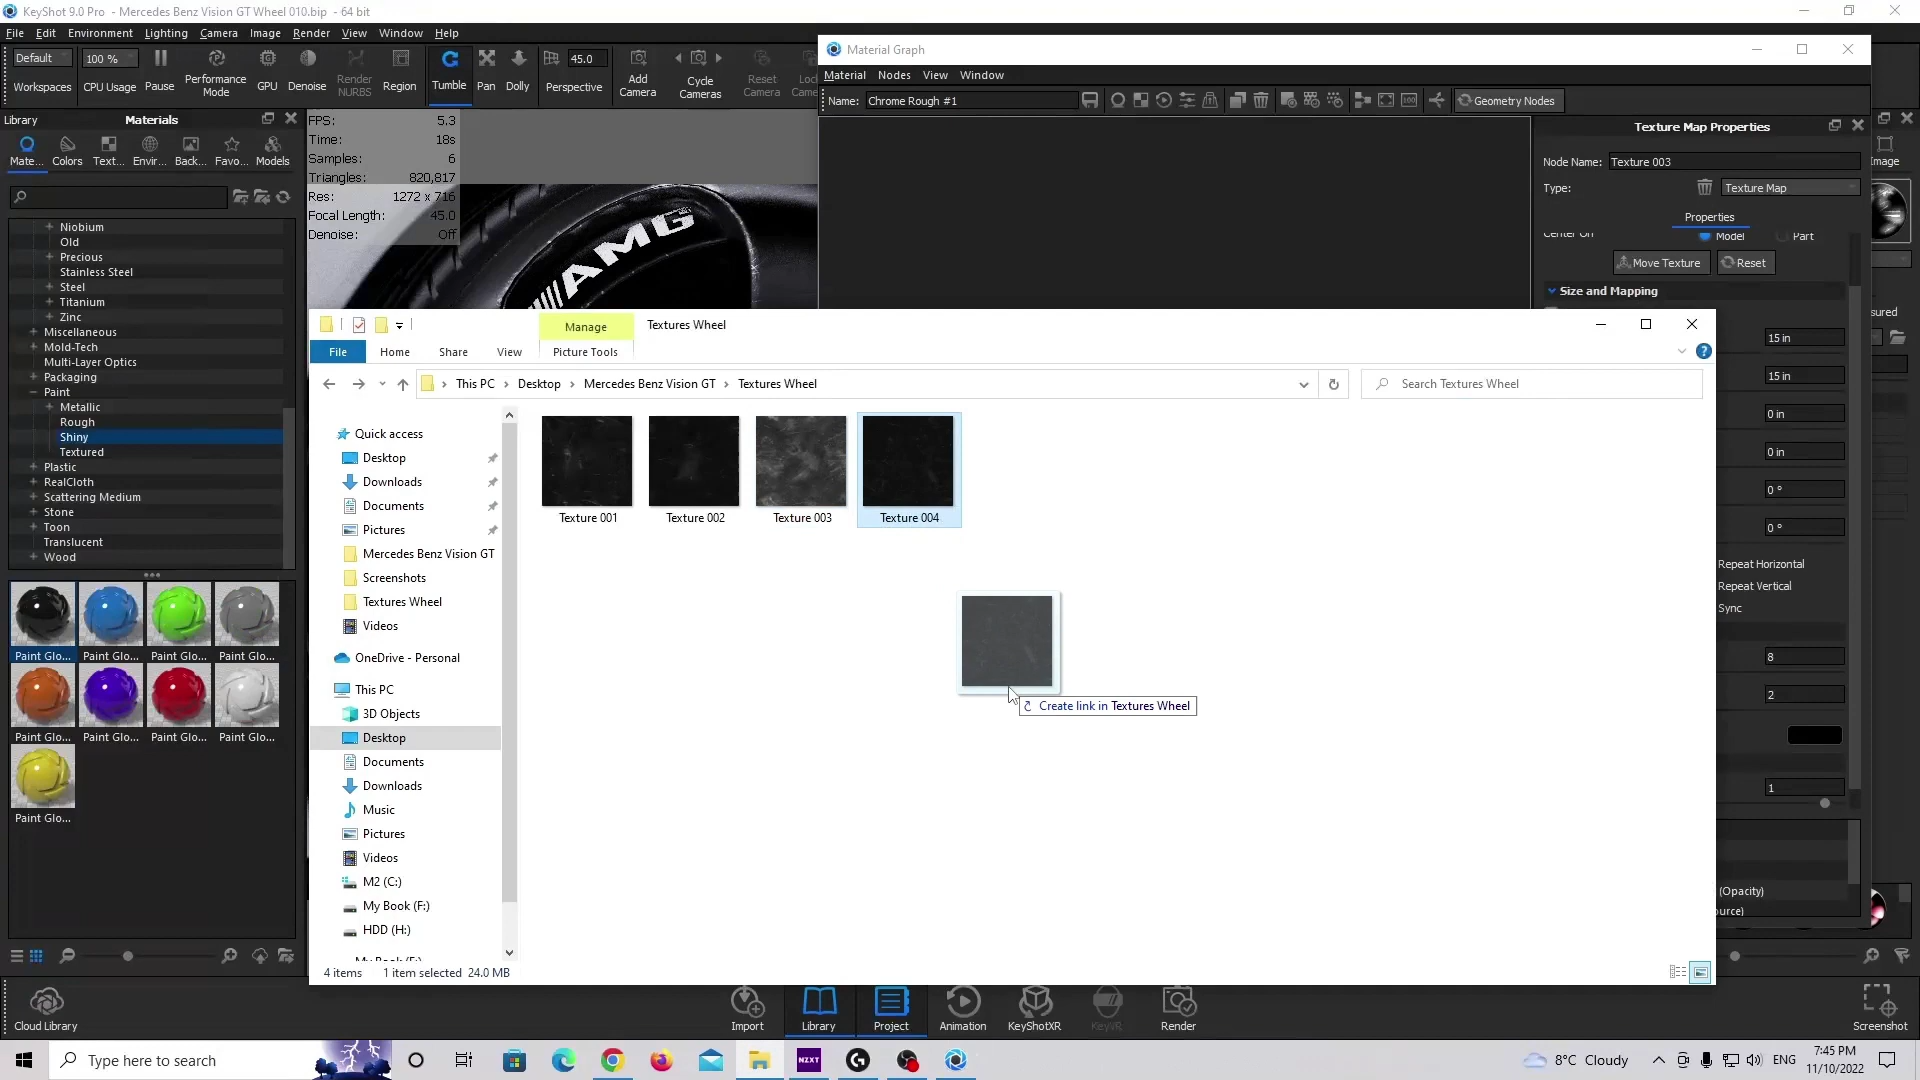 KeyShot 9.0 Pro - Mercedes Benz Vision GT Wheel 010.bip - 64 bit
File Edit Environment Lighting Camera Image Render View Window Help
Default
Workspaces
100 %
CPU Usage
Pause
Performance
Mode
GPU
Denoise
Render
NURBS
Region
Tumble
Pan
Dolly
45.0
Perspective
Add
Camera
Cycle
Cameras
Reset
Camera
Material Graph
Material Nodes View Window
Name: Chrome Rough #1
Geometry Nodes
Library
Materials
Mate... Colors Text... Envir... Back... Favo... Models
FPS: 5.3
Time: 18s
Samples: 6
Triangles: 820,817
Res: 1272 x 716
Focal Length: 45.0
Denoise: Off
AMG
Texture Map Properties
Node Name: Texture 003
Type: Texture Map
Properties
Center On Model Part
Move Texture Reset
Size and Mapping
15 in
15 in
0 in
0 in
0 °
0 °
Repeat Horizontal
Repeat Vertical
Sync
8
2
1
(Opacity)
Image
Niobium
Old
Precious
Stainless Steel
Steel
Titanium
Zinc
Miscellaneous
Mold-Tech
Multi-Layer Optics
Packaging
Paint
Metallic
Rough
Shiny
Textured
Plastic
RealCloth
Scattering Medium
Stone
Toon
Translucent
Wood
Paint Glo... Paint Glo... Paint Glo... Paint Glo...
Paint Glo... Paint Glo... Paint Glo... Paint Glo...
Paint Glo...
Manage
Textures Wheel
File Home Share View Picture Tools
This PC > Desktop > Mercedes Benz Vision GT > Textures Wheel
Search Textures Wheel
Quick access
Desktop
Downloads
Documents
Pictures
Mercedes Benz Vision GT
Screenshots
Textures Wheel
Videos
OneDrive - Personal
This PC
3D Objects
Desktop
Documents
Downloads
Music
Pictures
Videos
M2 (C:)
My Book (F:)
HDD (H:)
Texture 001 Texture 002 Texture 003 Texture 004
Create link in Textures Wheel
4 items 1 item selected 24.0 MB
Cloud Library
Import
Library
Project
Animation
KeyShotXR
KeyVR
Render
Screenshot
Type here to search
NZXT
8°C Cloudy
ENG
7:45 PM
11/10/2022